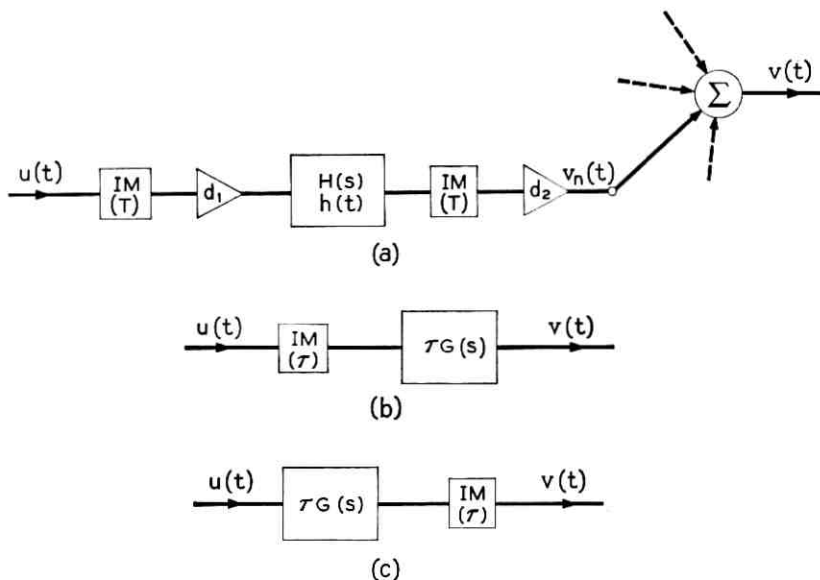 v(t)
Σ
u(t) IM (T) d₁ H(s) h(t) IM (T) d₂ vₙ(t)
(a)
u(t) IM (τ) τG(s) v(t)
(b)
u(t) τG(s) IM (τ) v(t)
(c)